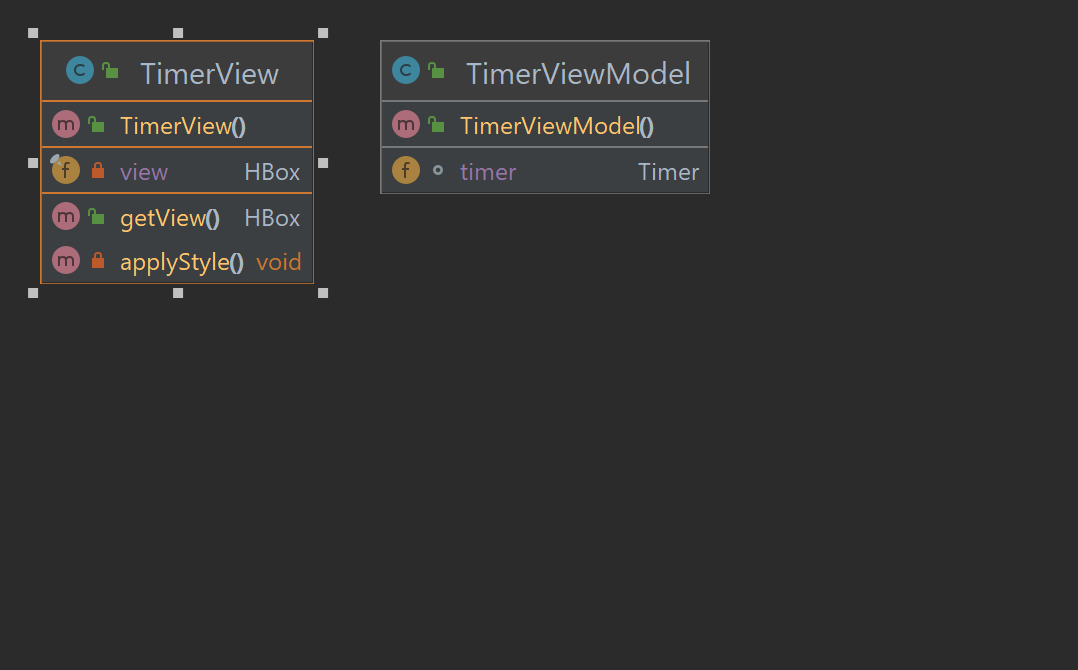 C TimerView
m TimerView()
f view HBox
m getView() HBox
m applyStyle() void
C TimerViewModel
m TimerViewModel()
f timer Timer